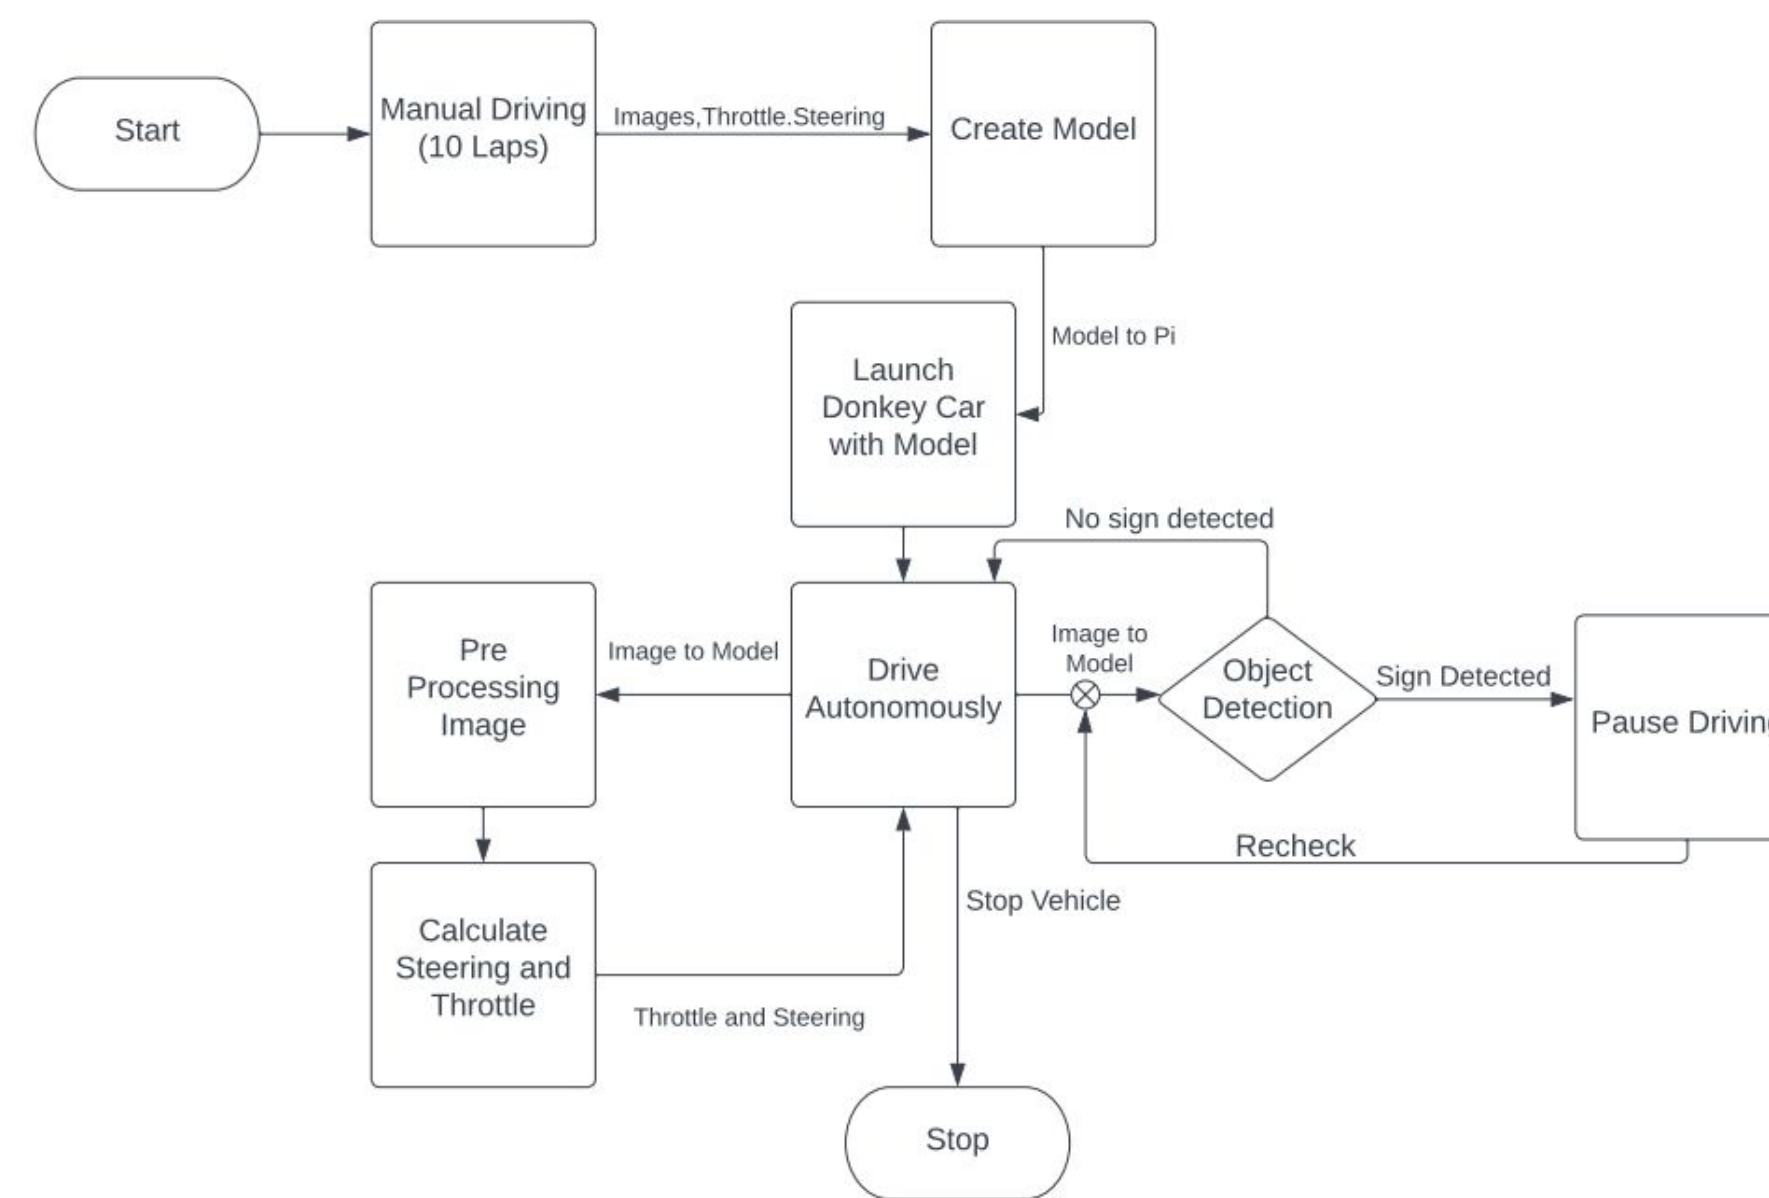 Start
Manual Driving
(10 Laps)
Images,Throttle.Steering
Create Model
Model to Pi
Launch
Donkey Car
with Model
No sign detected
Pre
Processing
Image
Image to Model
Drive
Autonomously
Image to
Model
Object
Detection
Sign Detected
Pause Driving
Recheck
Stop Vehicle
Calculate
Steering and
Throttle
Throttle and Steering
Stop